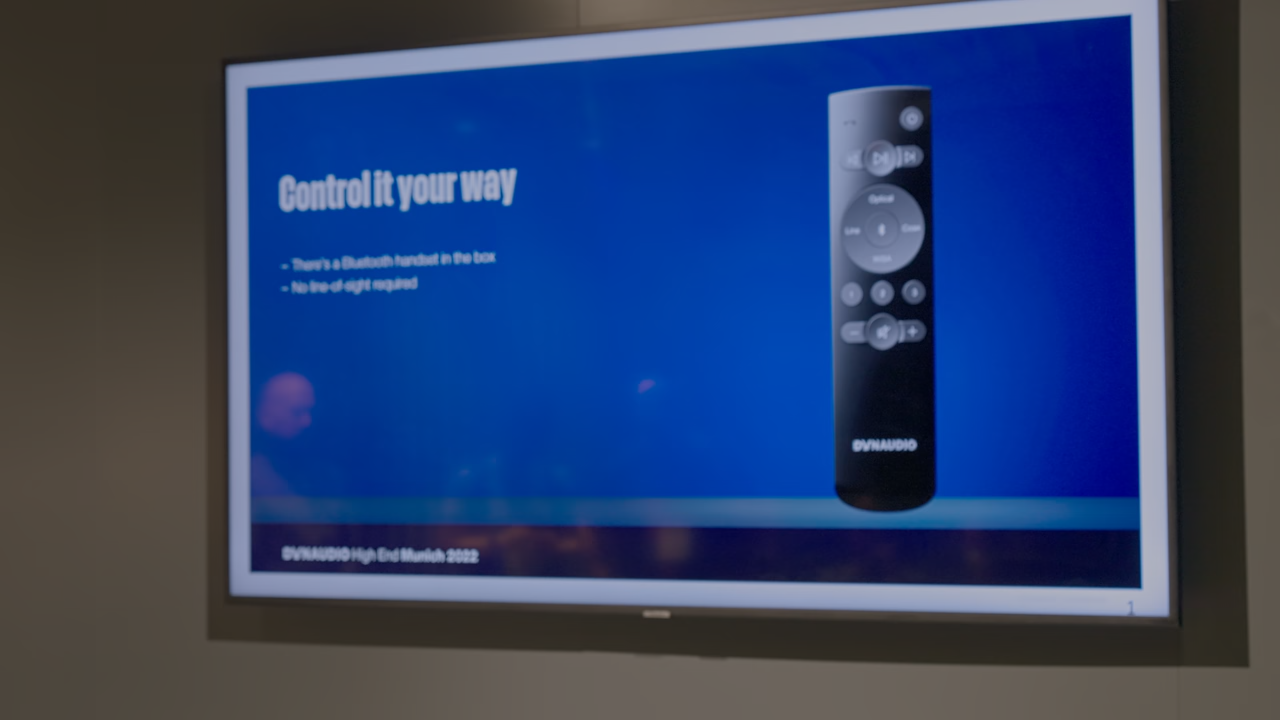 Control it your way
– There's a Bluetooth handset in the box
– No line-of-sight required
Optical
Line
Coax
DYNAUDIO
DYNAUDIO High End Munich 2022
1